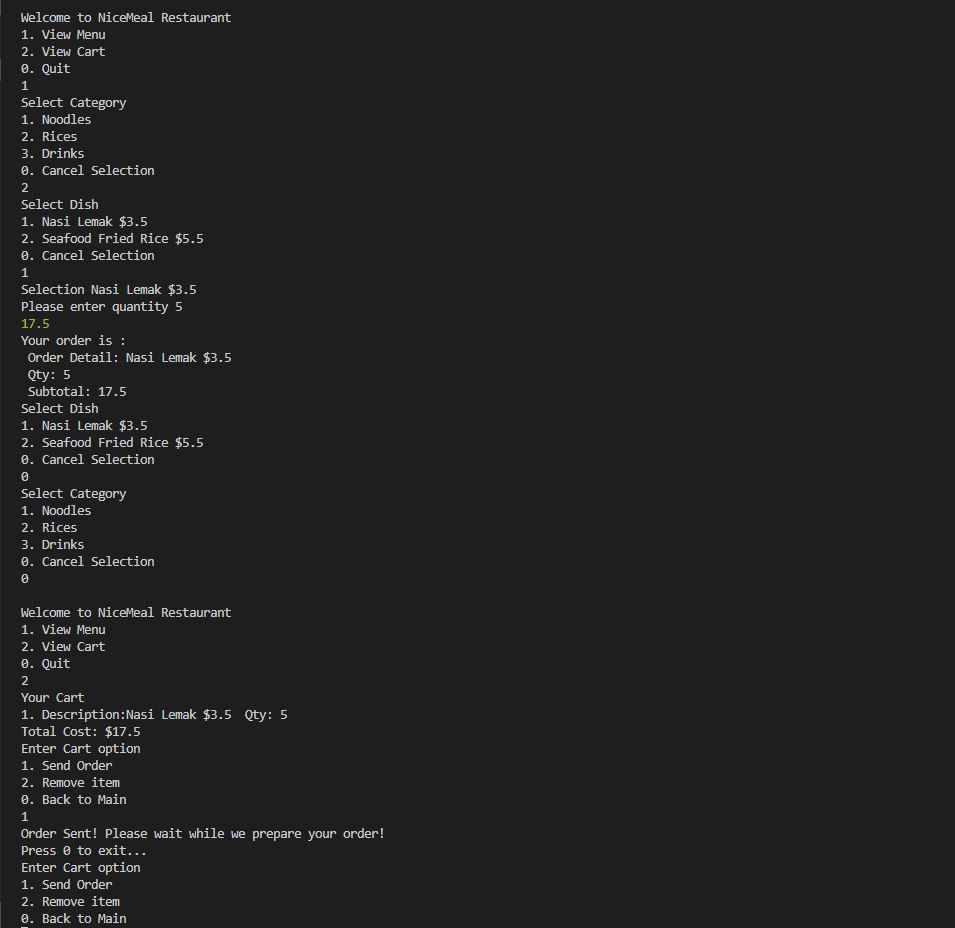 Welcome to NiceMeal Restaurant
1. View Menu
2. View Cart
0. Quit
1
Select Category
1. Noodles
2. Rices
3. Drinks
0. Cancel Selection
2
Select Dish
1. Nasi Lemak $3.5
2. Seafood Fried Rice $5.5
0. Cancel Selection
1
Selection Nasi Lemak $3.5
Please enter quantity 5
17.5
Your order is :
Order Detail: Nasi Lemak $3.5
Qty: 5
Subtotal: 17.5
Select Dish
1. Nasi Lemak $3.5
2. Seafood Fried Rice $5.5
0. Cancel Selection
0
Select Category
1. Noodles
2. Rices
3. Drinks
0. Cancel Selection
0
Welcome to NiceMeal Restaurant
1. View Menu
2. View Cart
0. Quit
2
Your Cart
1. Description:Nasi Lemak $3.5  Qty: 5
Total Cost: $17.5
Enter Cart option
1. Send Order
2. Remove item
0. Back to Main
1
Order Sent! Please wait while we prepare your order!
Press 0 to exit...
Enter Cart option
1. Send Order
2. Remove item
0. Back to Main